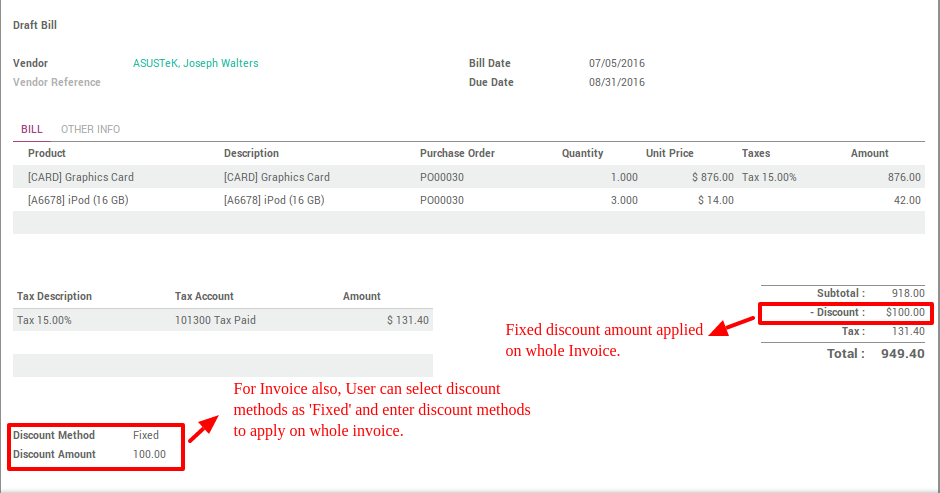 Draft Bill
Vendor ASUSTeK, Joseph Walters Bill Date 07/05/2016
Vendor Reference Due Date 08/31/2016
BILL OTHER INFO
Product Description Purchase Order Quantity Unit Price Taxes Amount
[CARD] Graphics Card [CARD] Graphics Card PO00030 1.000 $ 876.00 Tax 15.00% 876.00
[A6678] iPod (16 GB) [A6678] iPod (16 GB) PO00030 3.000 $ 14.00 42.00
Tax Description Tax Account Amount
Tax 15.00% 101300 Tax Paid $ 131.40
Subtotal : 918.00
- Discount : $100.00
Tax : 131.40
Total : 949.40
Fixed discount amount applied
on whole Invoice.
For Invoice also, User can select discount
methods as 'Fixed' and enter discount methods
to apply on whole invoice.
Discount Method Fixed
Discount Amount 100.00